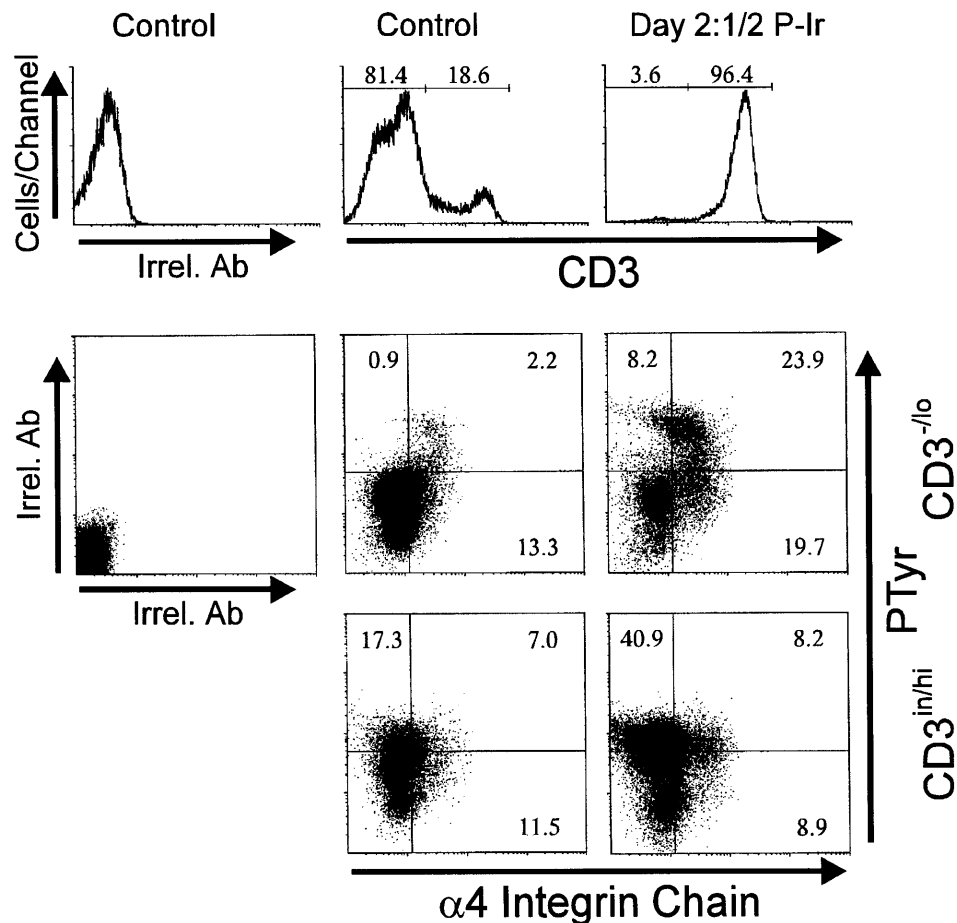 Control
Control
Day 2:1/2 P-Ir
81.4
18.6
3.6
96.4
Cells/Channel
Irrel. Ab
CD3
0.9
2.2
13.3
8.2
23.9
19.7
Irrel. Ab
Irrel. Ab
CD3-/lo
PTyr
17.3
7.0
11.5
40.9
8.2
8.9
CD3in/hi
α4 Integrin Chain